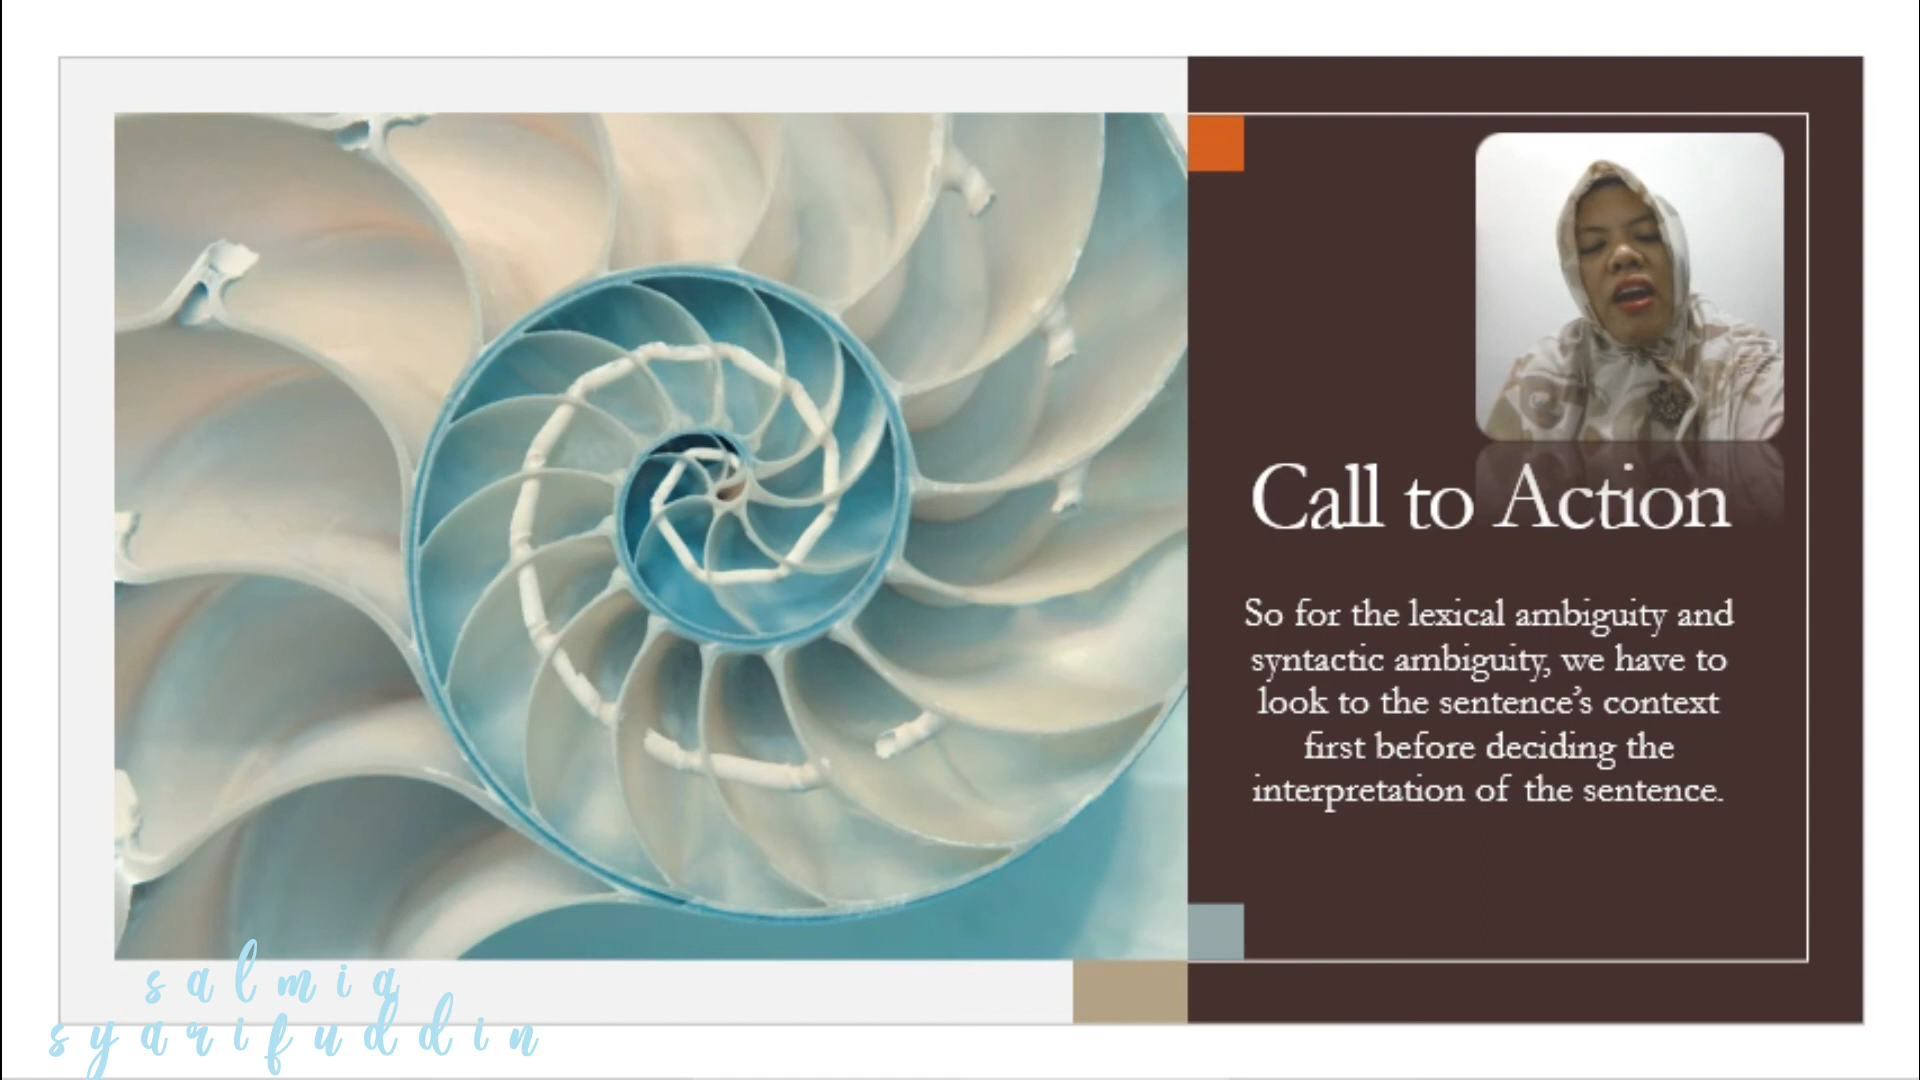 Call to Action
So for the lexical ambiguity and
syntactic ambiguity, we have to
look to the sentence's context
first before deciding the
interpretation of the sentence.
salmia
syarifuddin